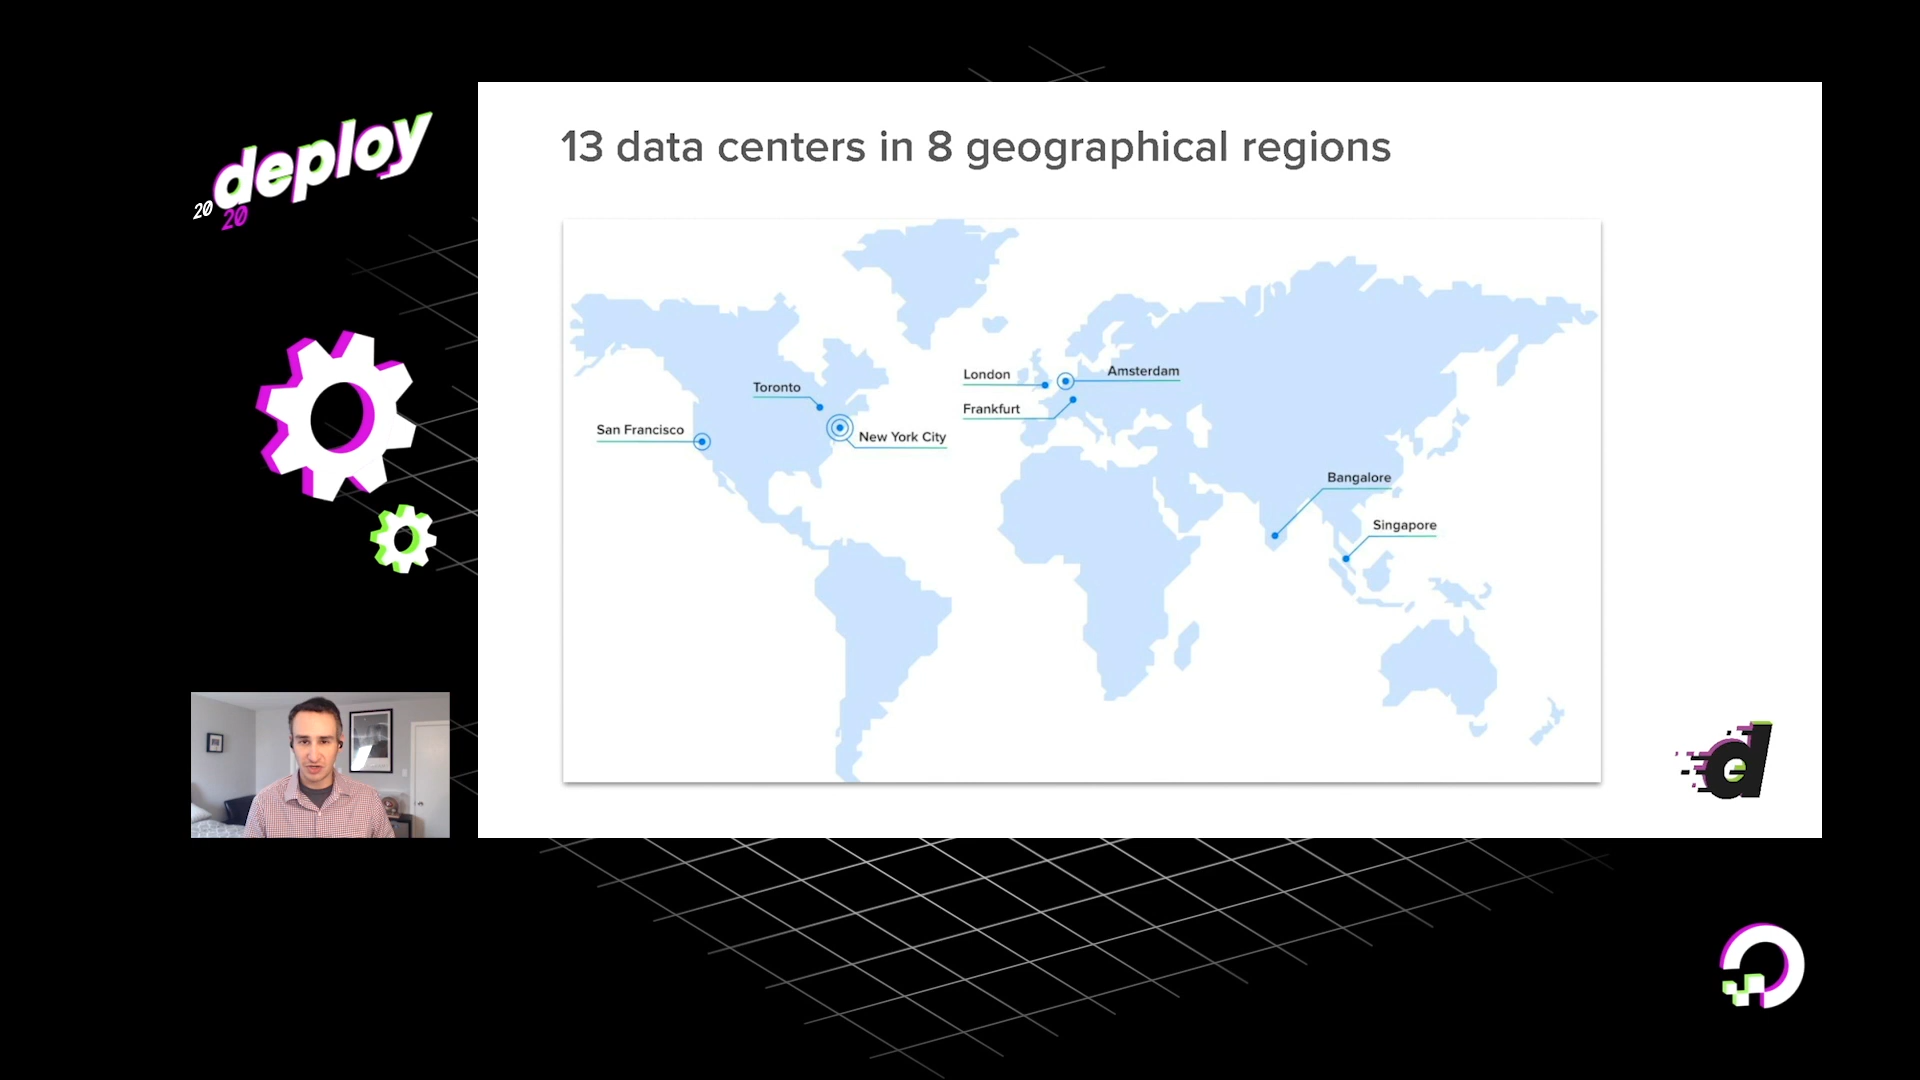 deploy
20
20
13 data centers in 8 geographical regions
Toronto
San Francisco
New York City
London
Amsterdam
Frankfurt
Bangalore
Singapore
d